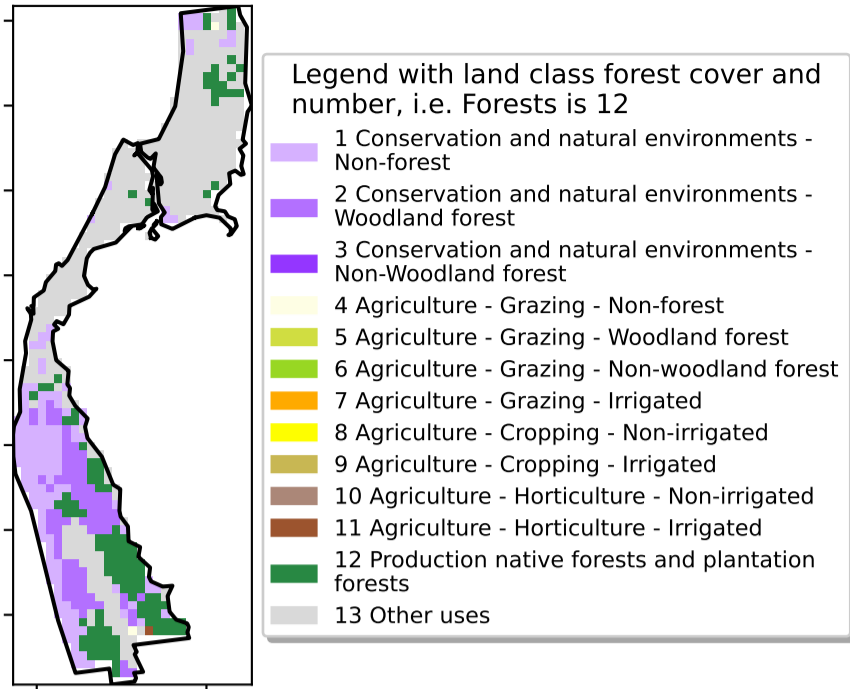 Legend with land class forest cover and
number, i.e. Forests is 12
1 Conservation and natural environments -
Non-forest
2 Conservation and natural environments -
Woodland forest
3 Conservation and natural environments -
Non-Woodland forest
4 Agriculture - Grazing - Non-forest
5 Agriculture - Grazing - Woodland forest
6 Agriculture - Grazing - Non-woodland forest
7 Agriculture - Grazing - Irrigated
8 Agriculture - Cropping - Non-irrigated
9 Agriculture - Cropping - Irrigated
10 Agriculture - Horticulture - Non-irrigated
11 Agriculture - Horticulture - Irrigated
12 Production native forests and plantation
forests
13 Other uses